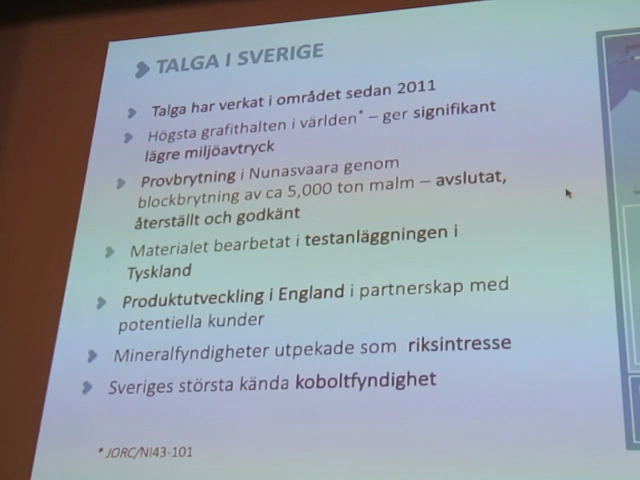 TALGA I SVERIGE
Talga har verkat i området sedan 2011
Högsta grafithalten i världen* – ger signifikant
lägre miljöavtryck
Provbrytning i Nunasvaara genom
blockbrytning av ca 5,000 ton malm – avslutat,
återställt och godkänt
Materialet bearbetat i testanläggningen i
Tyskland
Produktutveckling i England i partnerskap med
potentiella kunder
Mineralfyndigheter utpekade som riksintresse
Sveriges största kända koboltfyndighet
* JORC/NI43-101